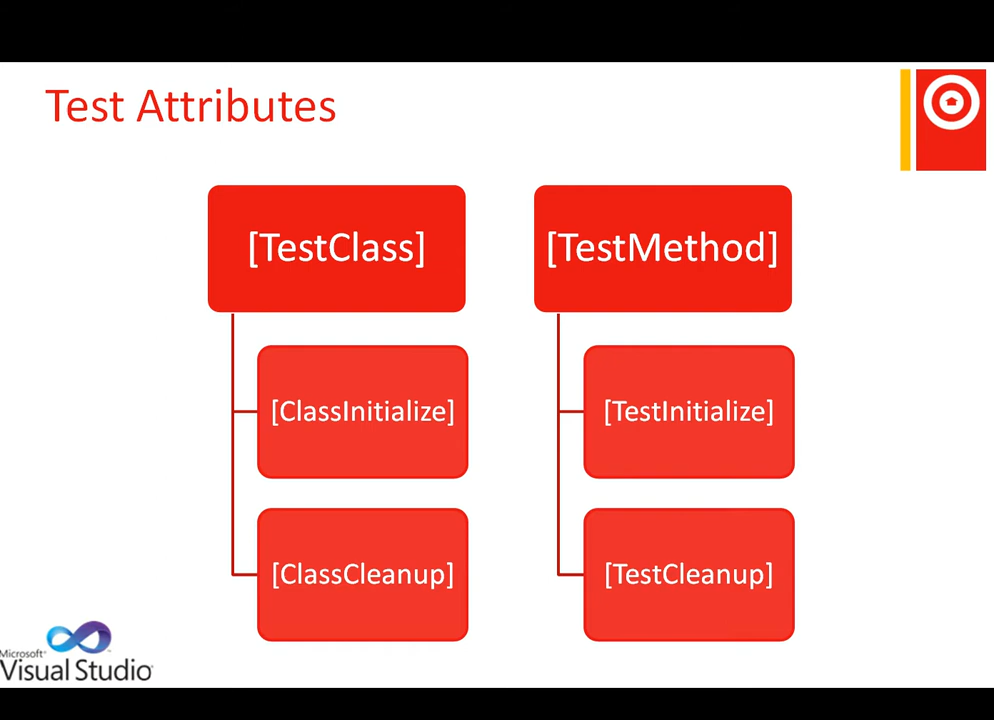 Test Attributes
[TestClass]
[TestMethod]
[ClassInitialize]
[TestInitialize]
[ClassCleanup]
[TestCleanup]
Microsoft®
Visual Studio®